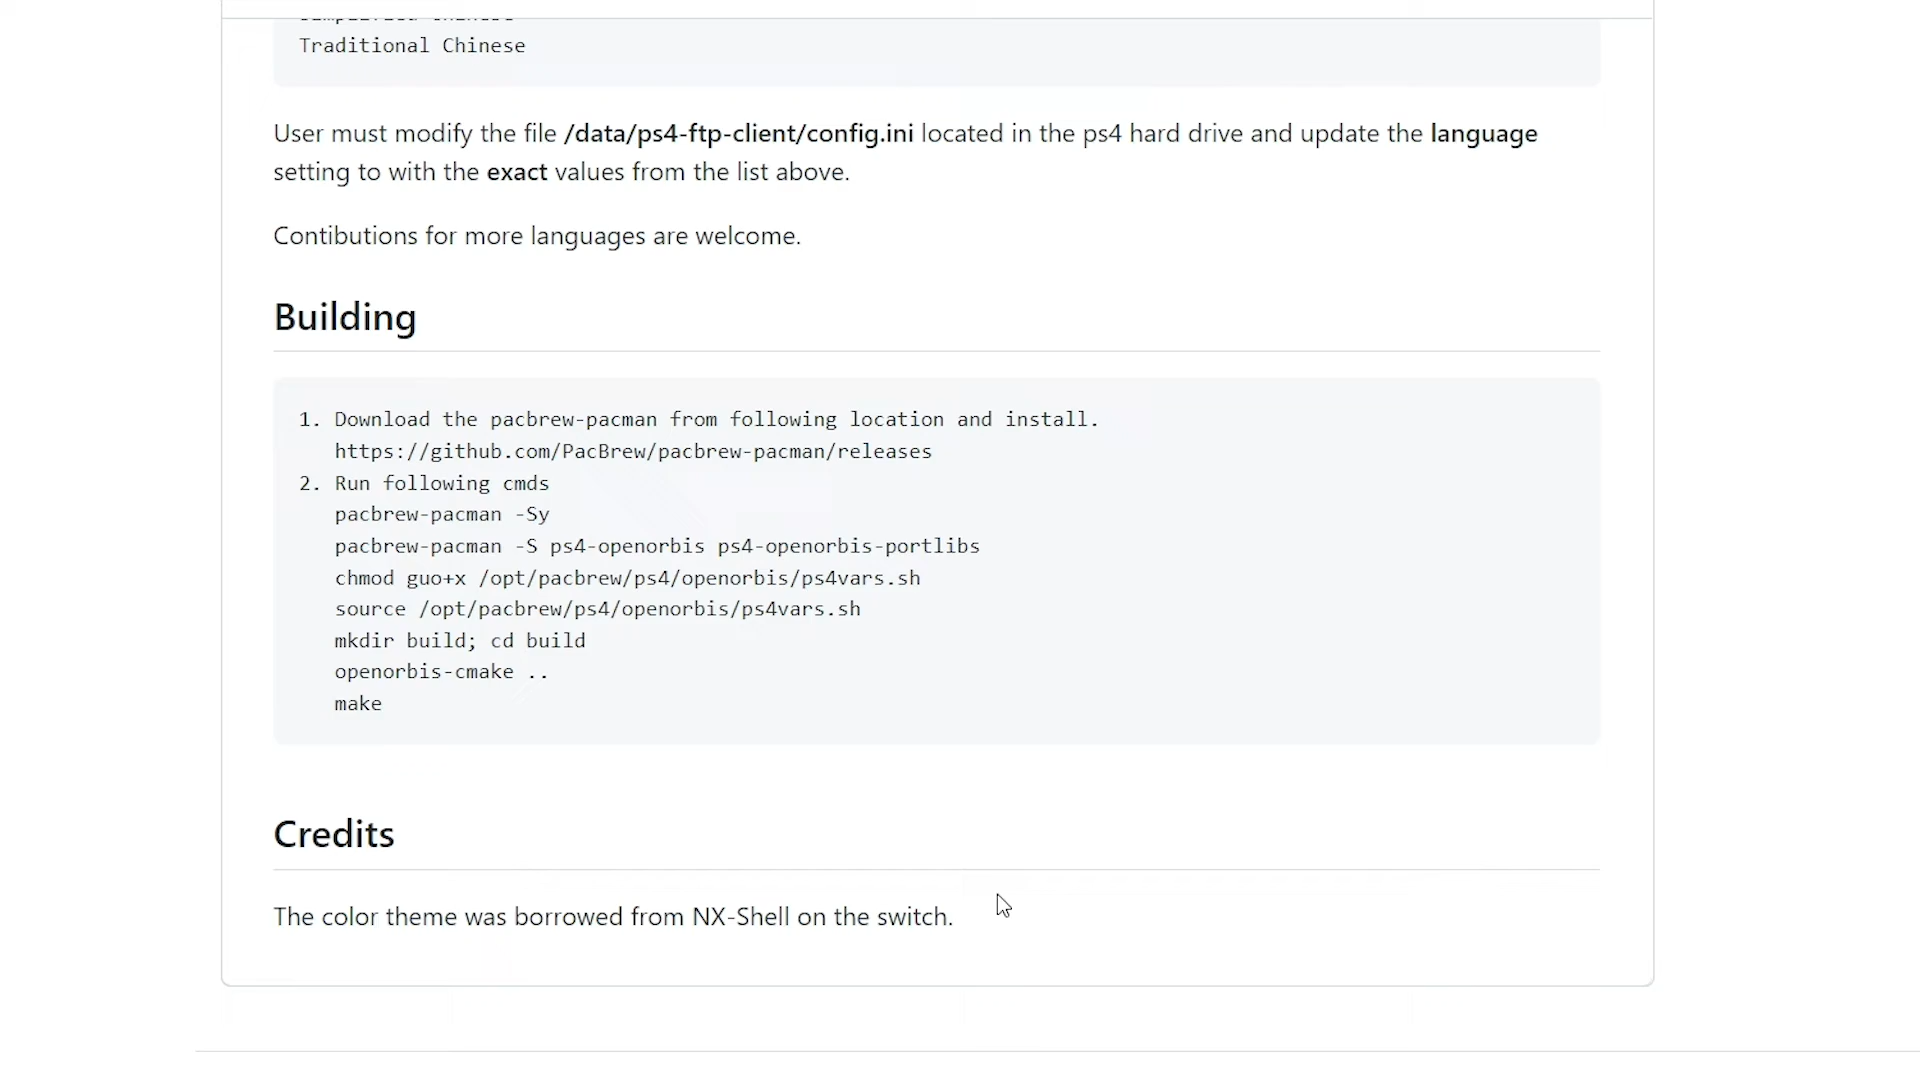 Traditional Chinese
User must modify the file /data/ps4-ftp-client/config.ini located in the ps4 hard drive and update the language
setting to with the exact values from the list above.
Contibutions for more languages are welcome.
Building
1. Download the pacbrew-pacman from following location and install.
https://github.com/PacBrew/pacbrew-pacman/releases
2. Run following cmds
pacbrew-pacman -Sy
pacbrew-pacman -S ps4-openorbis ps4-openorbis-portlibs
chmod guo+x /opt/pacbrew/ps4/openorbis/ps4vars.sh
source /opt/pacbrew/ps4/openorbis/ps4vars.sh
mkdir build; cd build
openorbis-cmake ..
make
Credits
The color theme was borrowed from NX-Shell on the switch.